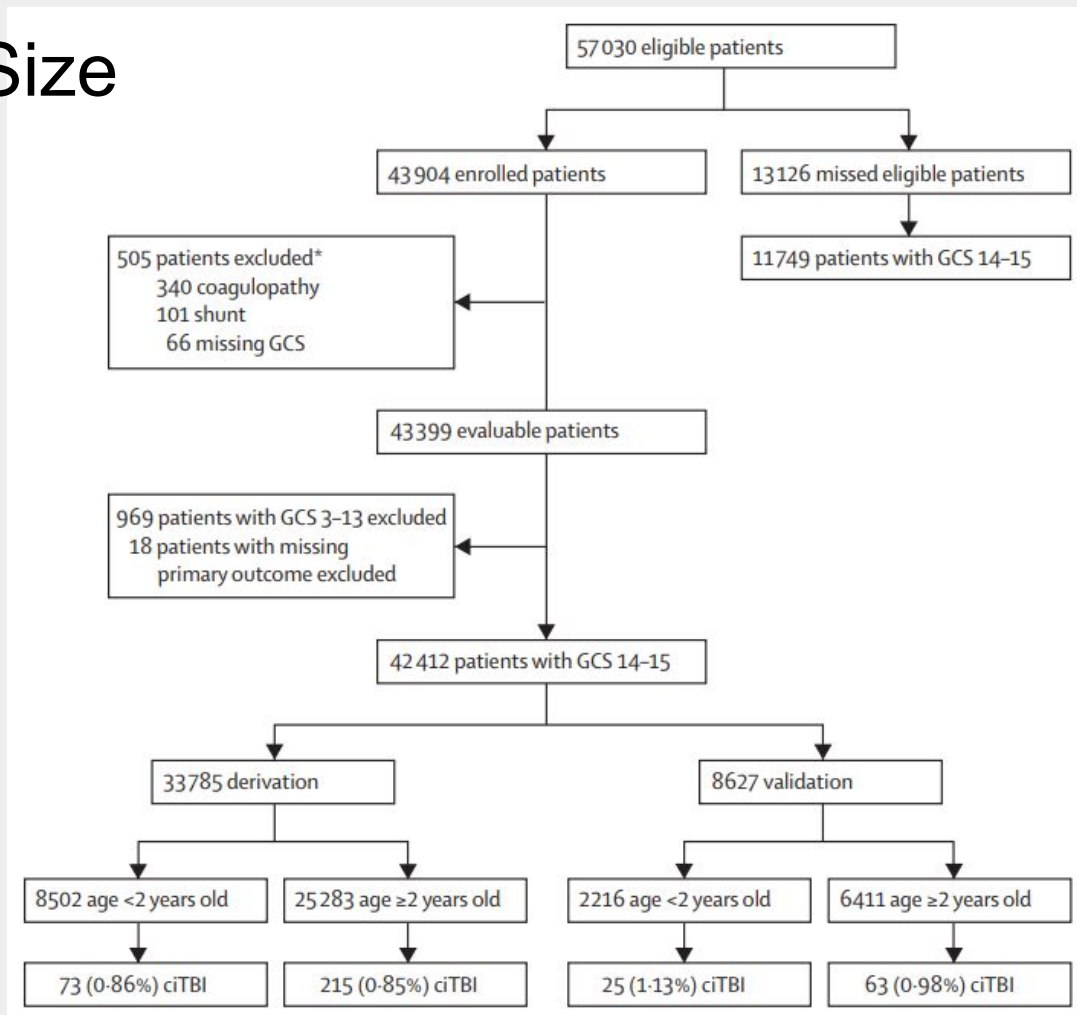 Size
57030 eligible patients
43904 enrolled patients
13126 missed eligible patients
505 patients excluded*
340 coagulopathy
101 shunt
66 missing GCS
11749 patients with GCS 14–15
43399 evaluable patients
969 patients with GCS 3–13 excluded
18 patients with missing
primary outcome excluded
42412 patients with GCS 14–15
33785 derivation
8627 validation
8502 age <2 years old
25283 age ≥2 years old
2216 age <2 years old
6411 age ≥2 years old
73 (0·86%) ciTBI
215 (0·85%) ciTBI
25 (1·13%) ciTBI
63 (0·98%) ciTBI